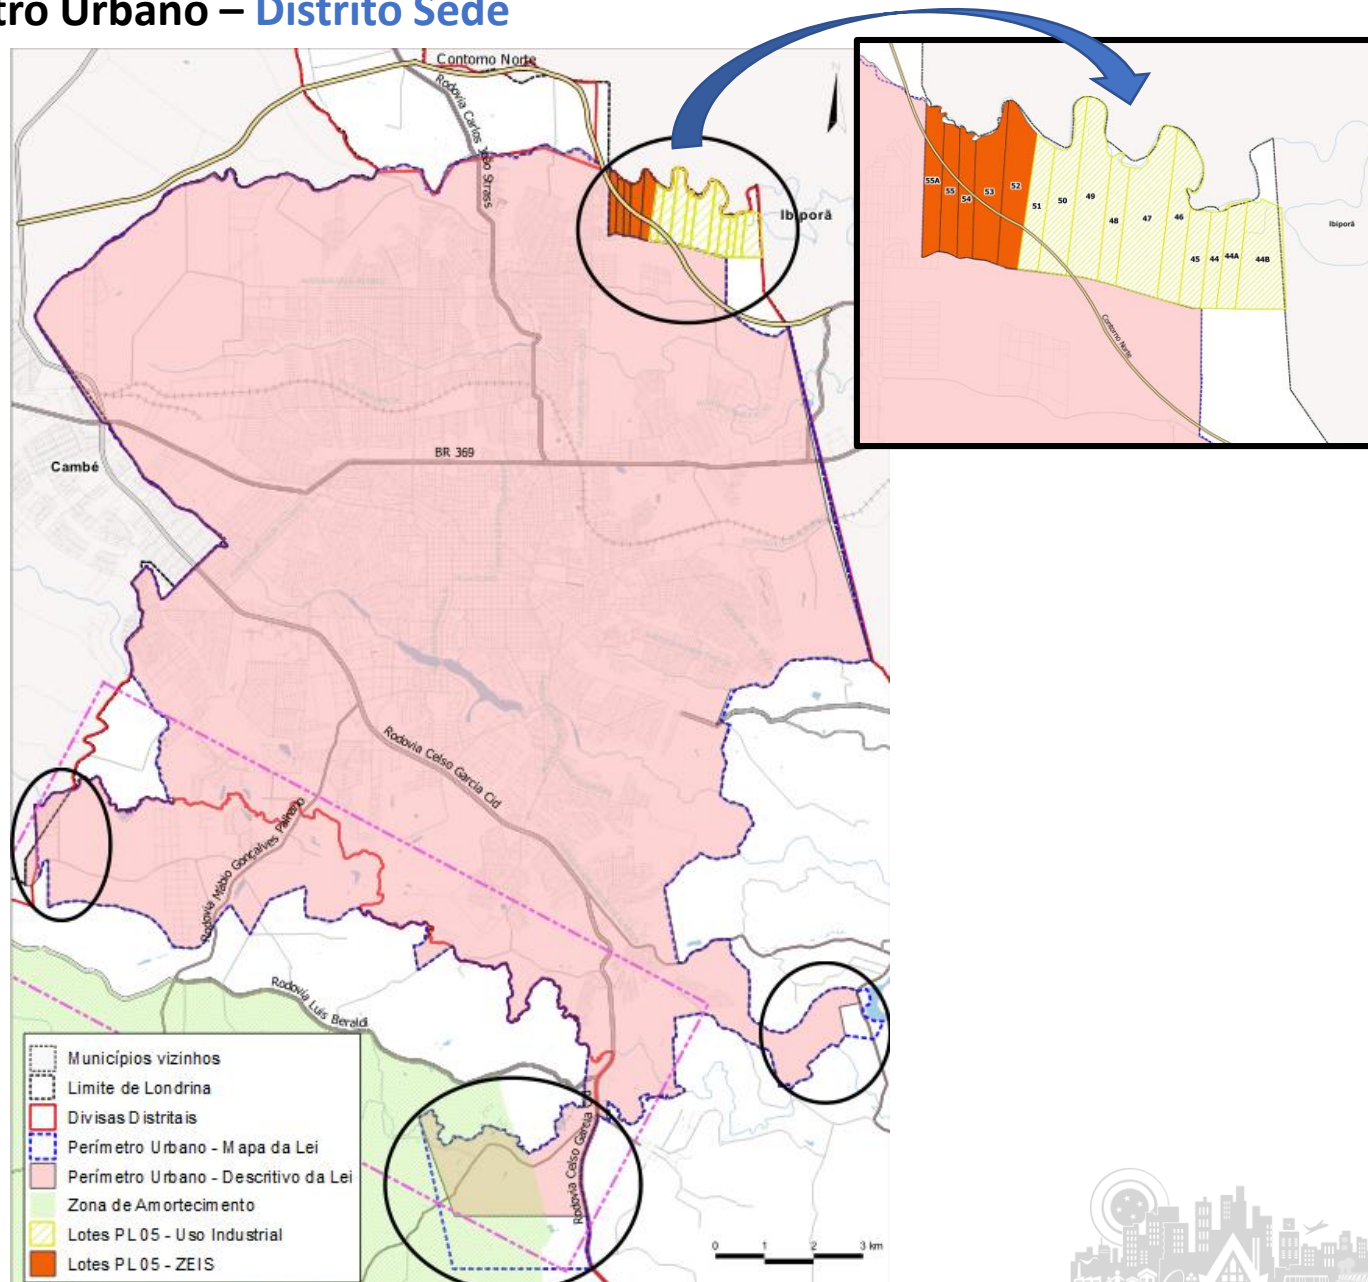 tro Urbano – Distrito Sede
Contorno Norte
Rodovia Carlos João Strass
Ibiporã
BR 369
Cambé
Rodovia Celso Garcia Cid
Rodovia Mábio Gonçalves Palhano
Rodovia Luís Beraldi
Rodovia Celso Garcia Cid
55A
55
54
53
52
51
50
49
48
47
46
45
44
44A
44B
Ibiporã
Contorno Norte
Municípios vizinhos
Limite de Londrina
Divisas Distritais
Perímetro Urbano - Mapa da Lei
Perímetro Urbano - Descritivo da Lei
Zona de Amortecimento
Lotes PL 05 - Uso Industrial
Lotes PL 05 - ZEIS
0 1 2 3 km